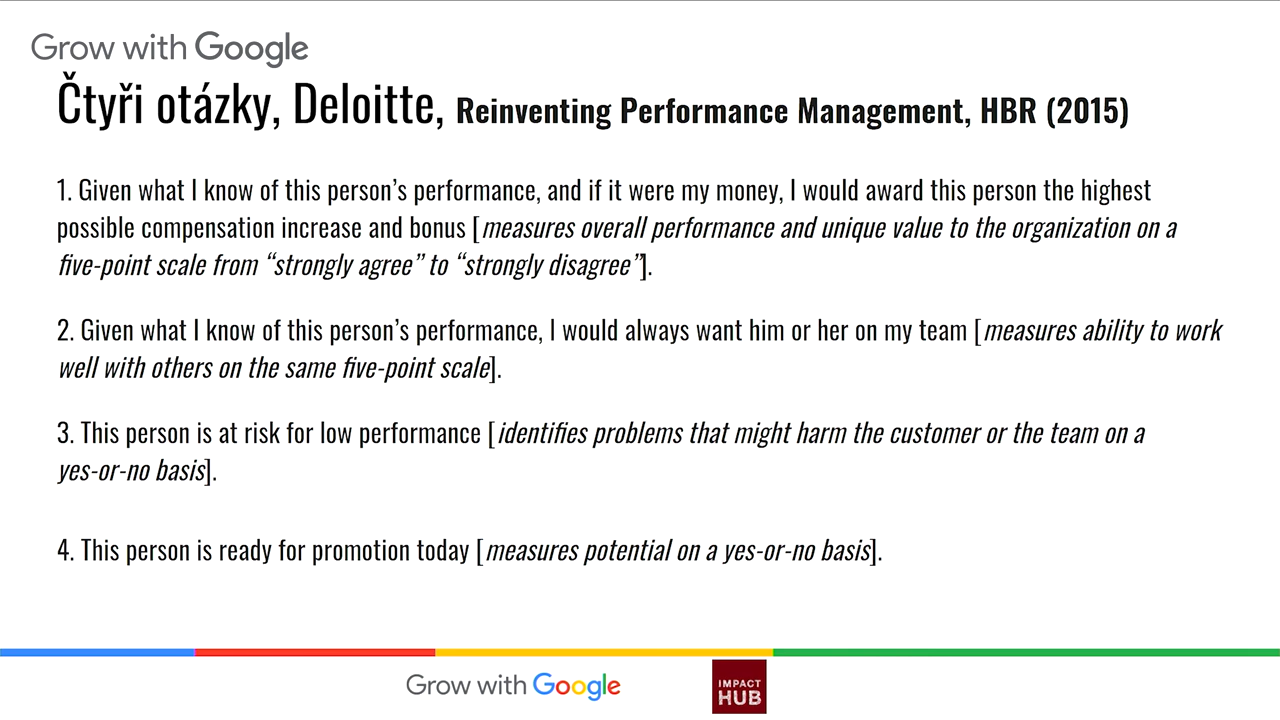 Grow with Google
Čtyři otázky, Deloitte, Reinventing Performance Management, HBR (2015)
1. Given what I know of this person’s performance, and if it were my money, I would award this person the highest
possible compensation increase and bonus [measures overall performance and unique value to the organization on a
five-point scale from “strongly agree” to “strongly disagree”].
2. Given what I know of this person’s performance, I would always want him or her on my team [measures ability to work
well with others on the same five-point scale].
3. This person is at risk for low performance [identifies problems that might harm the customer or the team on a
yes-or-no basis].
4. This person is ready for promotion today [measures potential on a yes-or-no basis].
Grow with Google
IMPACT
HUB